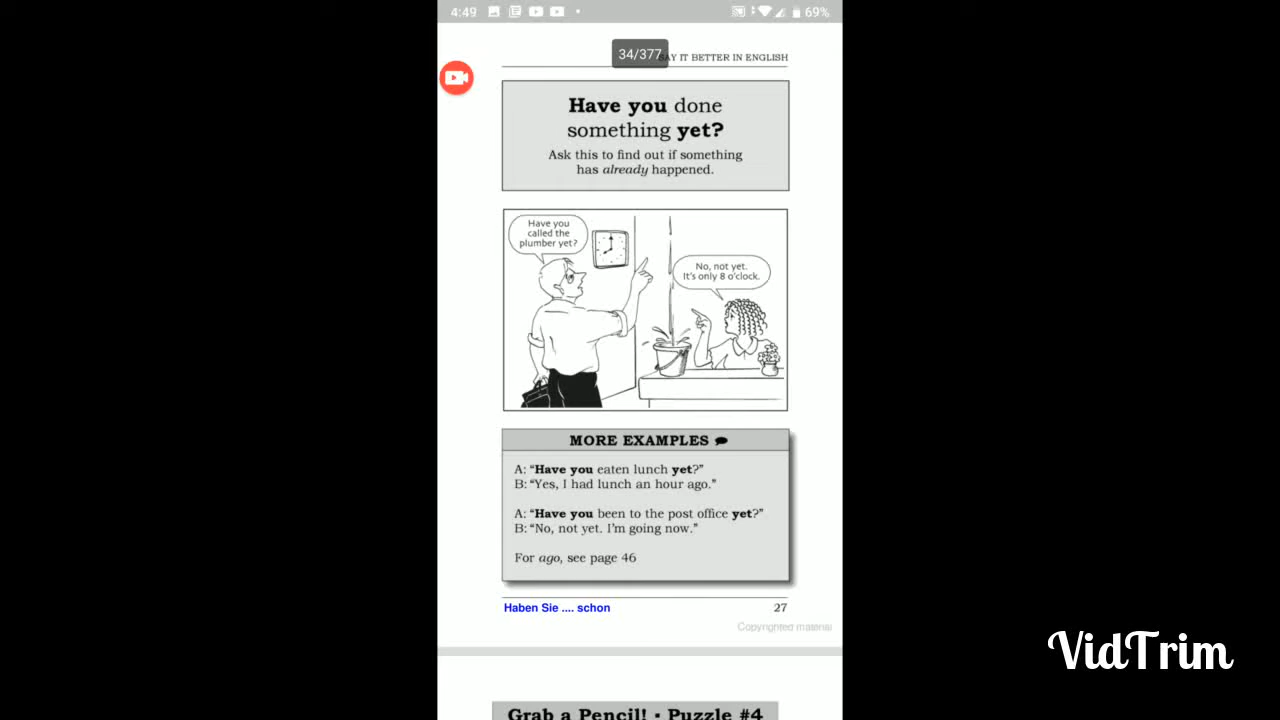 4:49
69%
34/377
SAY IT BETTER IN ENGLISH
Have you done
something yet?
Ask this to find out if something
has already happened.
Have you
called the
plumber yet?
No, not yet.
It's only 8 o'clock.
MORE EXAMPLES
A: “Have you eaten lunch yet?”
B: “Yes, I had lunch an hour ago.”
A: “Have you been to the post office yet?”
B: “No, not yet. I'm going now.”
For ago, see page 46
Haben Sie .... schon
27
Copyrighted material
VidTrim
Grab a Pencil! • Puzzle #4